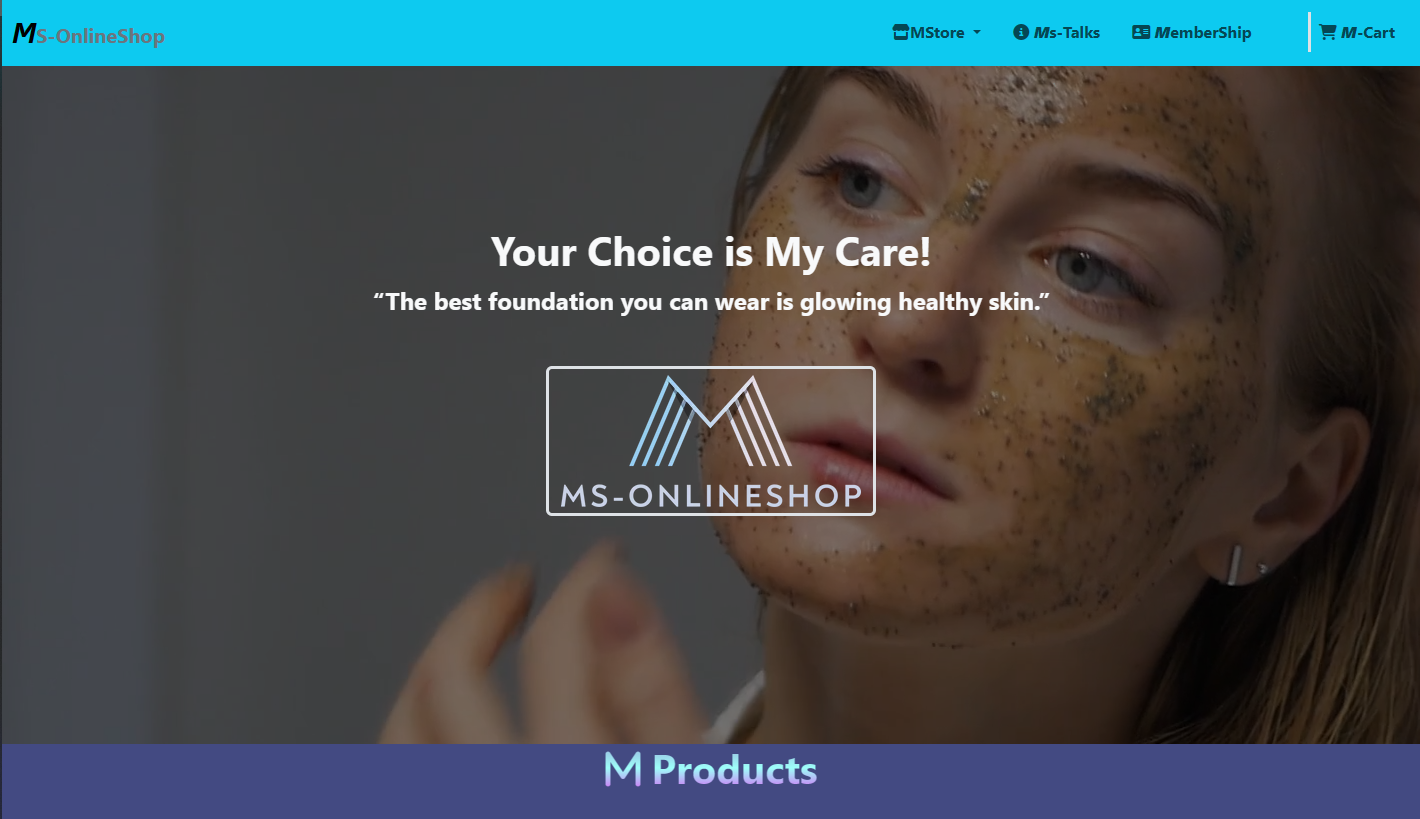 MS-OnlineShop
MStore
Ms-Talks
MemberShip
M-Cart
Your Choice is My Care!
“The best foundation you can wear is glowing healthy skin.”
MS-ONLINESHOP
M Products